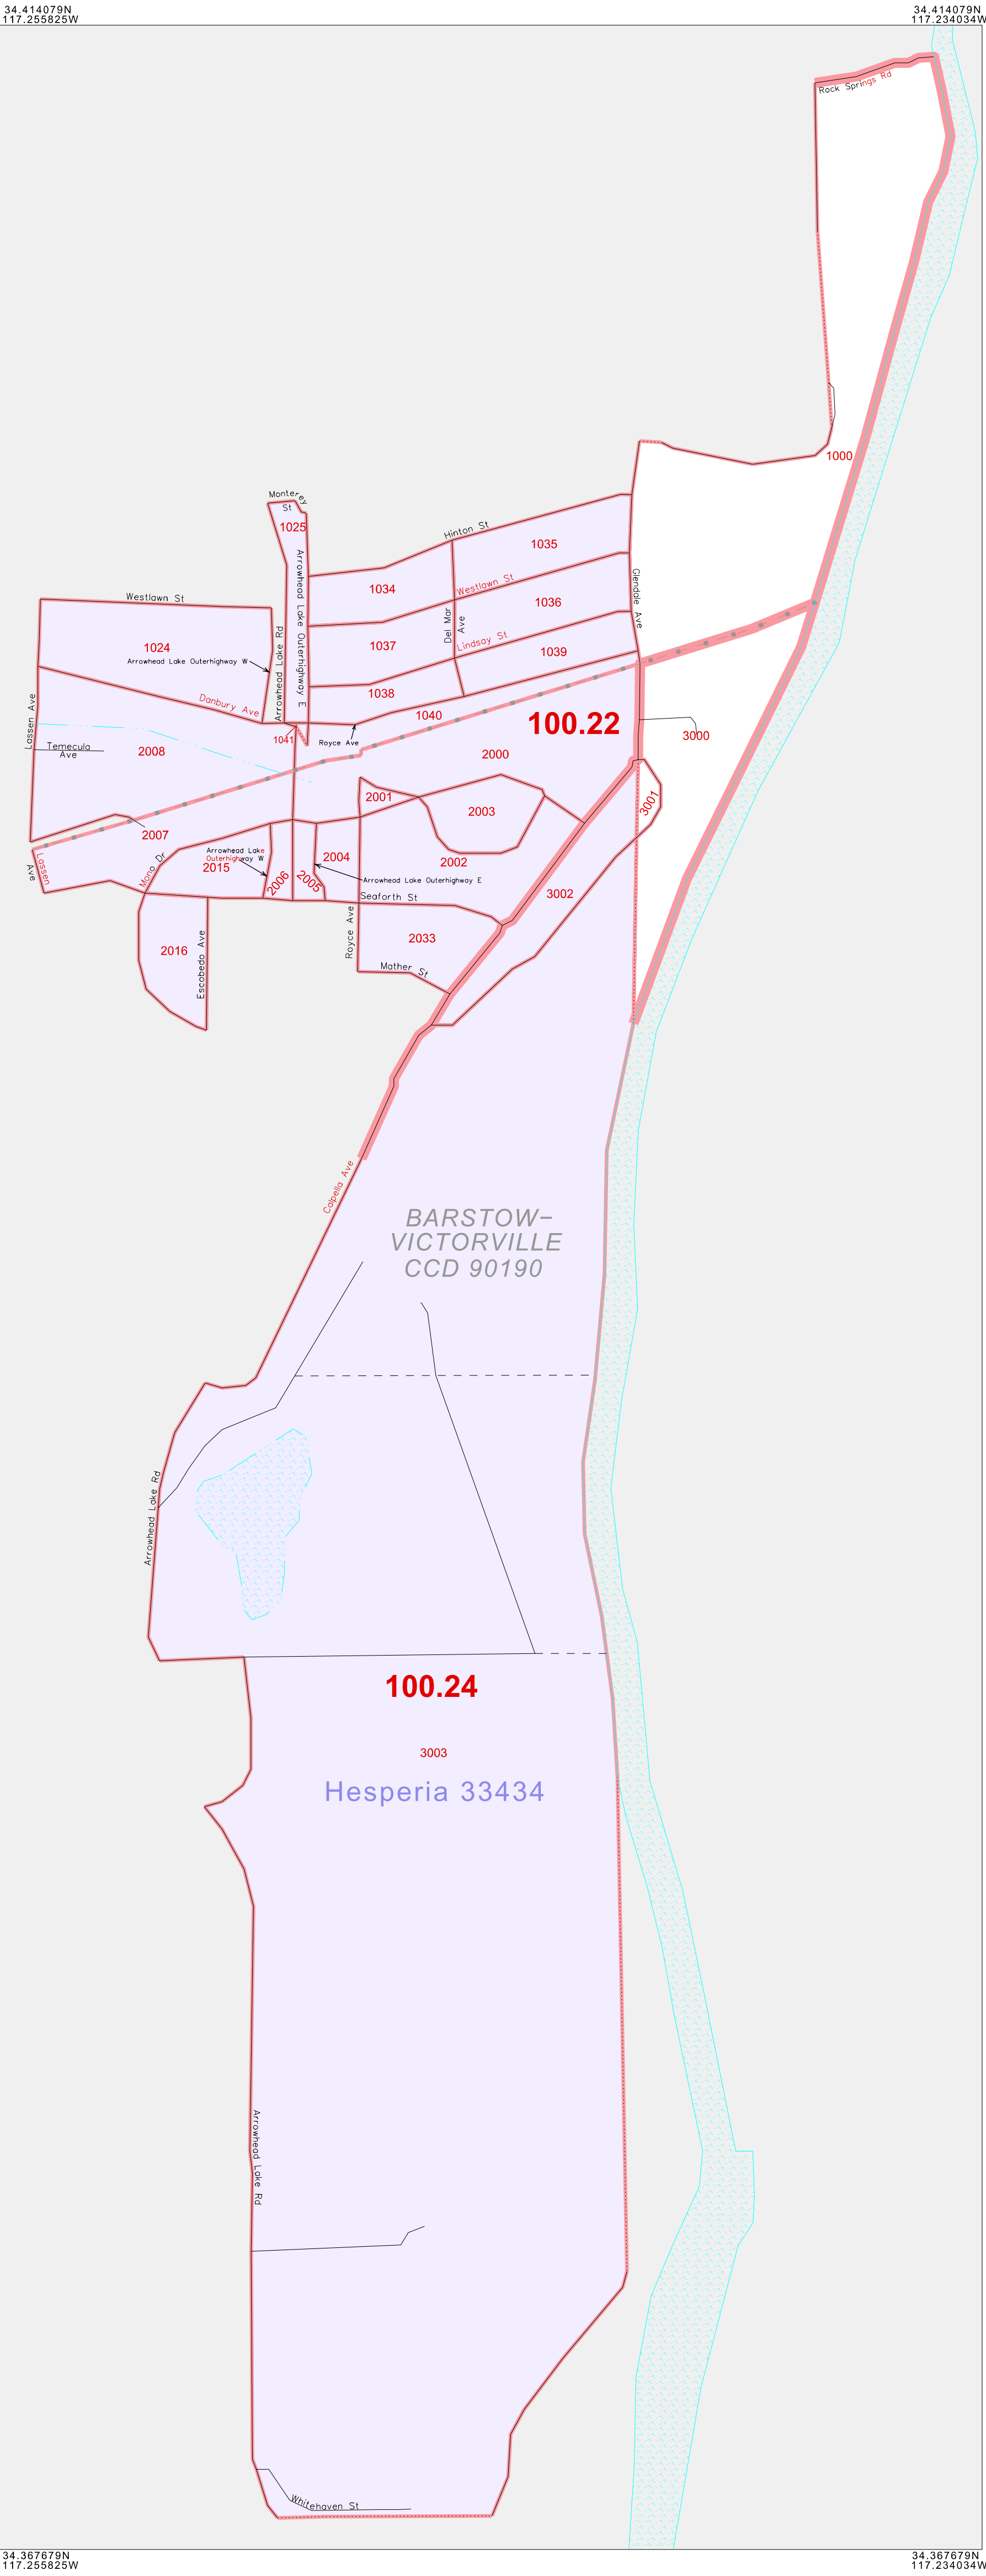 34.414079N
117.255825W
34.414079N
117.234034W
Rock Springs Rd
1000
Monterey
St
1025
Hinton St
1035
1034
Westlawn St
Arrowhead Lake Outerhighway E
Glendale Ave
Westlawn St
1036
Del Mar
Ave
Lindsay St
1037
1024
Arrowhead Lake Outerhighway W
Arrowhead Lake Rd
1039
1038
Danbury Ave
1040
100.22
Lassen Ave
1041
Royce Ave
3000
Temecula
Ave
2008
2000
2001
2003
3001
2007
Arrowhead Lake
Outerhighway W
2004
2002
Mono Dr
2015
Lassen
Ave
2006
2005
Arrowhead Lake Outerhighway E
3002
Seaforth St
Royce Ave
2033
2016
Escobedo Ave
Mather St
Calpella Ave
BARSTOW-
VICTORVILLE
CCD 90190
Arrowhead Lake Rd
100.24
3003
Hesperia 33434
Arrowhead Lake Rd
Whitehaven St
34.367679N
117.255825W
34.367679N
117.234034W